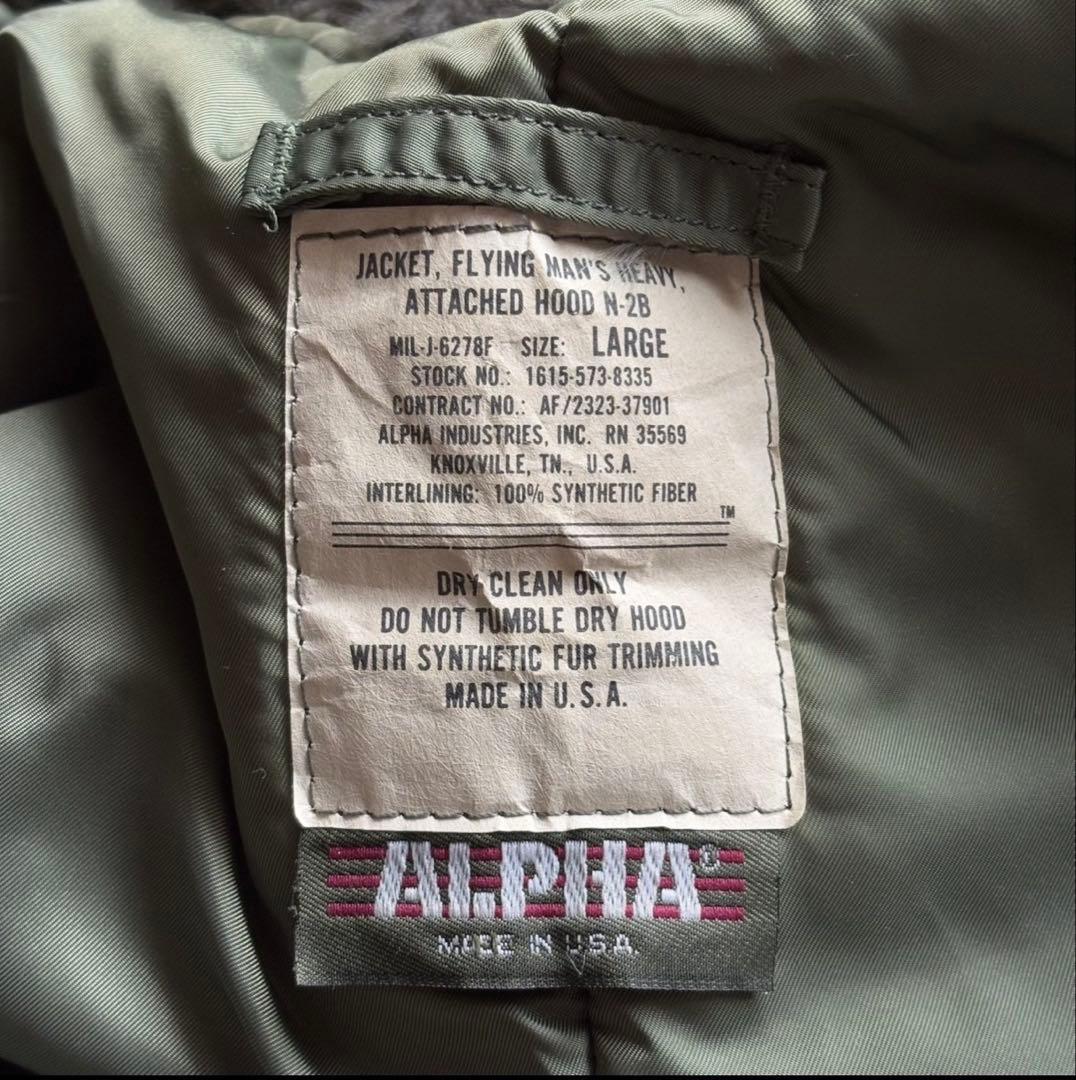 JACKET, FLYING MAN'S HEAVY,
ATTACHED HOOD N-2B
MIL-J-6278F SIZE: LARGE
STOCK NO.: 1615-573-8335
CONTRACT NO.: AF/2323-37901
ALPHA INDUSTRIES, INC. RN 35569
KNOXVILLE, TN., U.S.A.
INTERLINING: 100% SYNTHETIC FIBER
TM
DRY CLEAN ONLY
DO NOT TUMBLE DRY HOOD
WITH SYNTHETIC FUR TRIMMING
MADE IN U.S.A.
ALPHA®
MADE IN U.S.A.